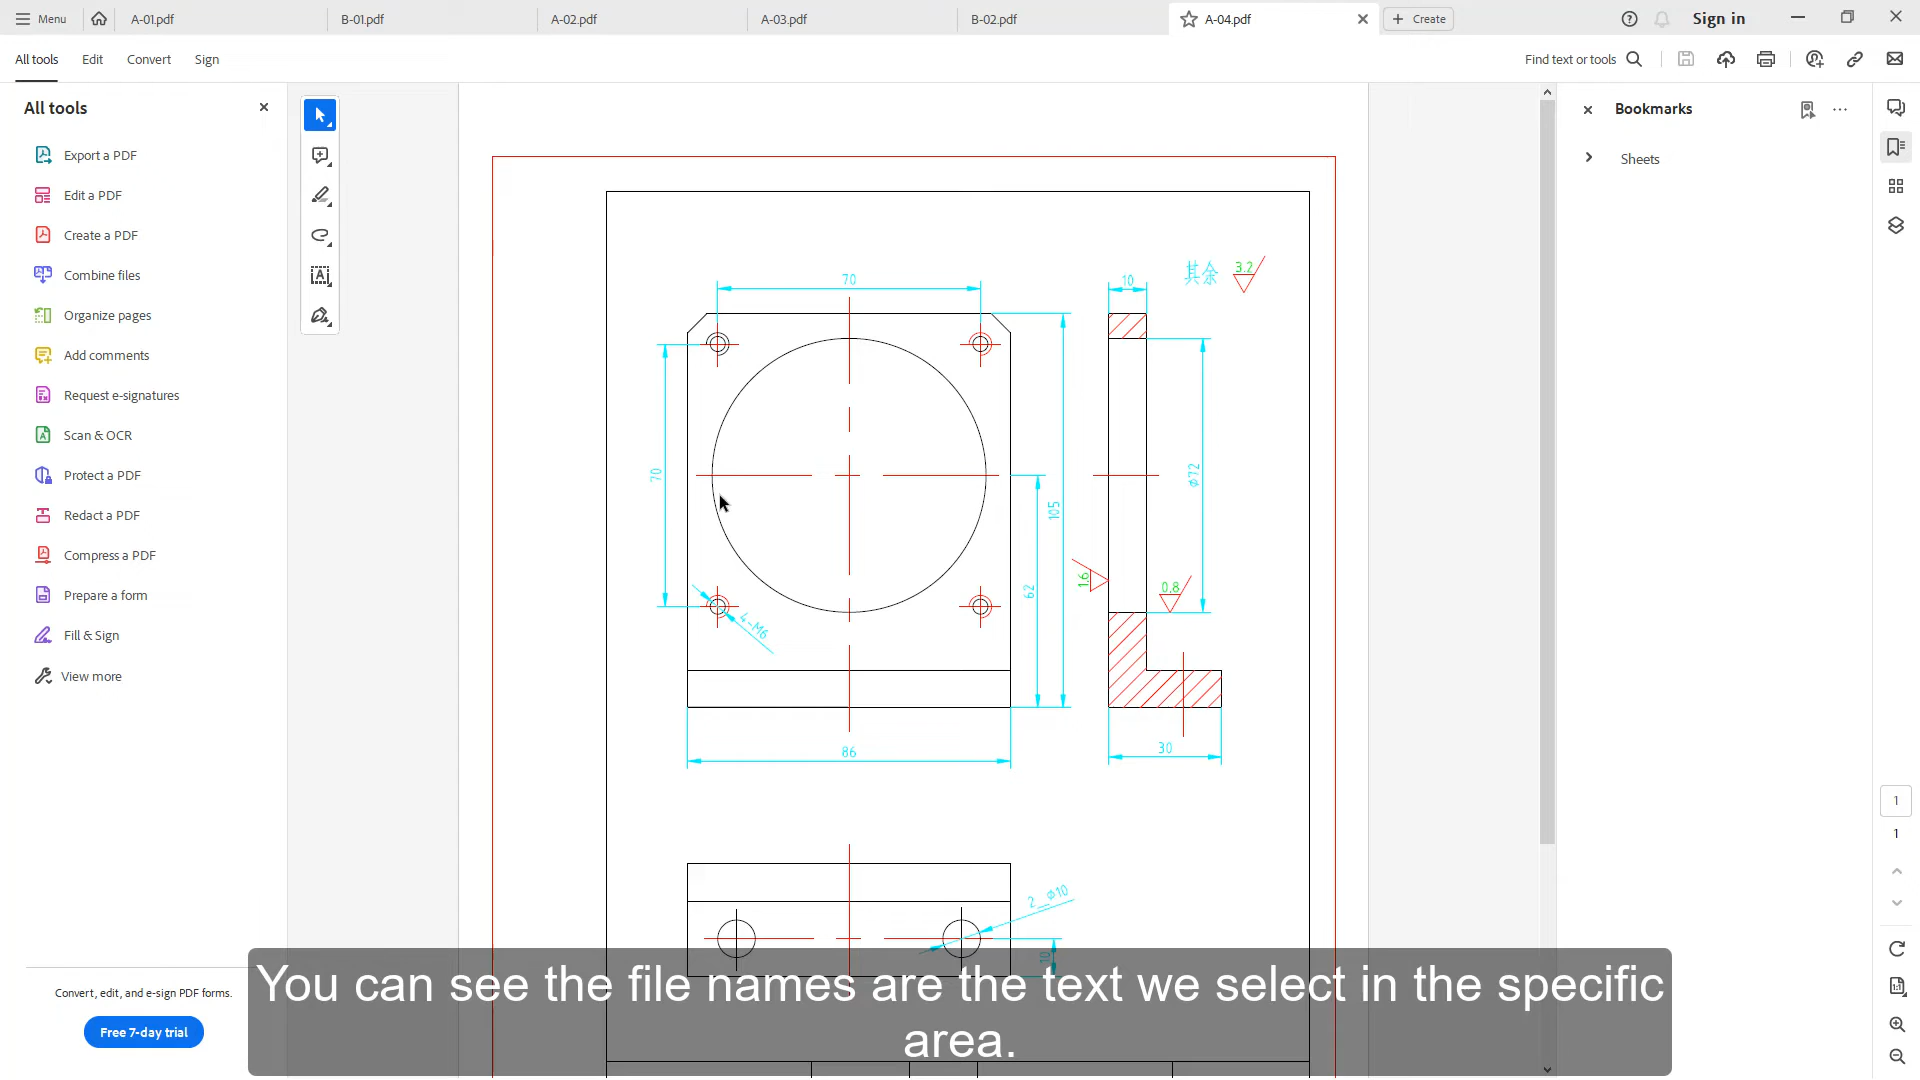 Menu
A-01.pdf
B-01.pdf
A-02.pdf
A-03.pdf
B-02.pdf
A-04.pdf
Create
Sign in
All tools
Edit
Convert
Sign
Find text or tools
All tools
Export a PDF
Edit a PDF
Create a PDF
Combine files
Organize pages
Add comments
Request e-signatures
Scan & OCR
Protect a PDF
Redact a PDF
Compress a PDF
Prepare a form
Fill & Sign
View more
Convert, edit, and e-sign PDF forms.
Free 7-day trial
70
10
其余
3.2
70
105
Φ72
62
1.6
0.8
4-M6
86
30
2__Φ10
10
Bookmarks
Sheets
1
1
You can see the file names are the text we select in the specific
area.